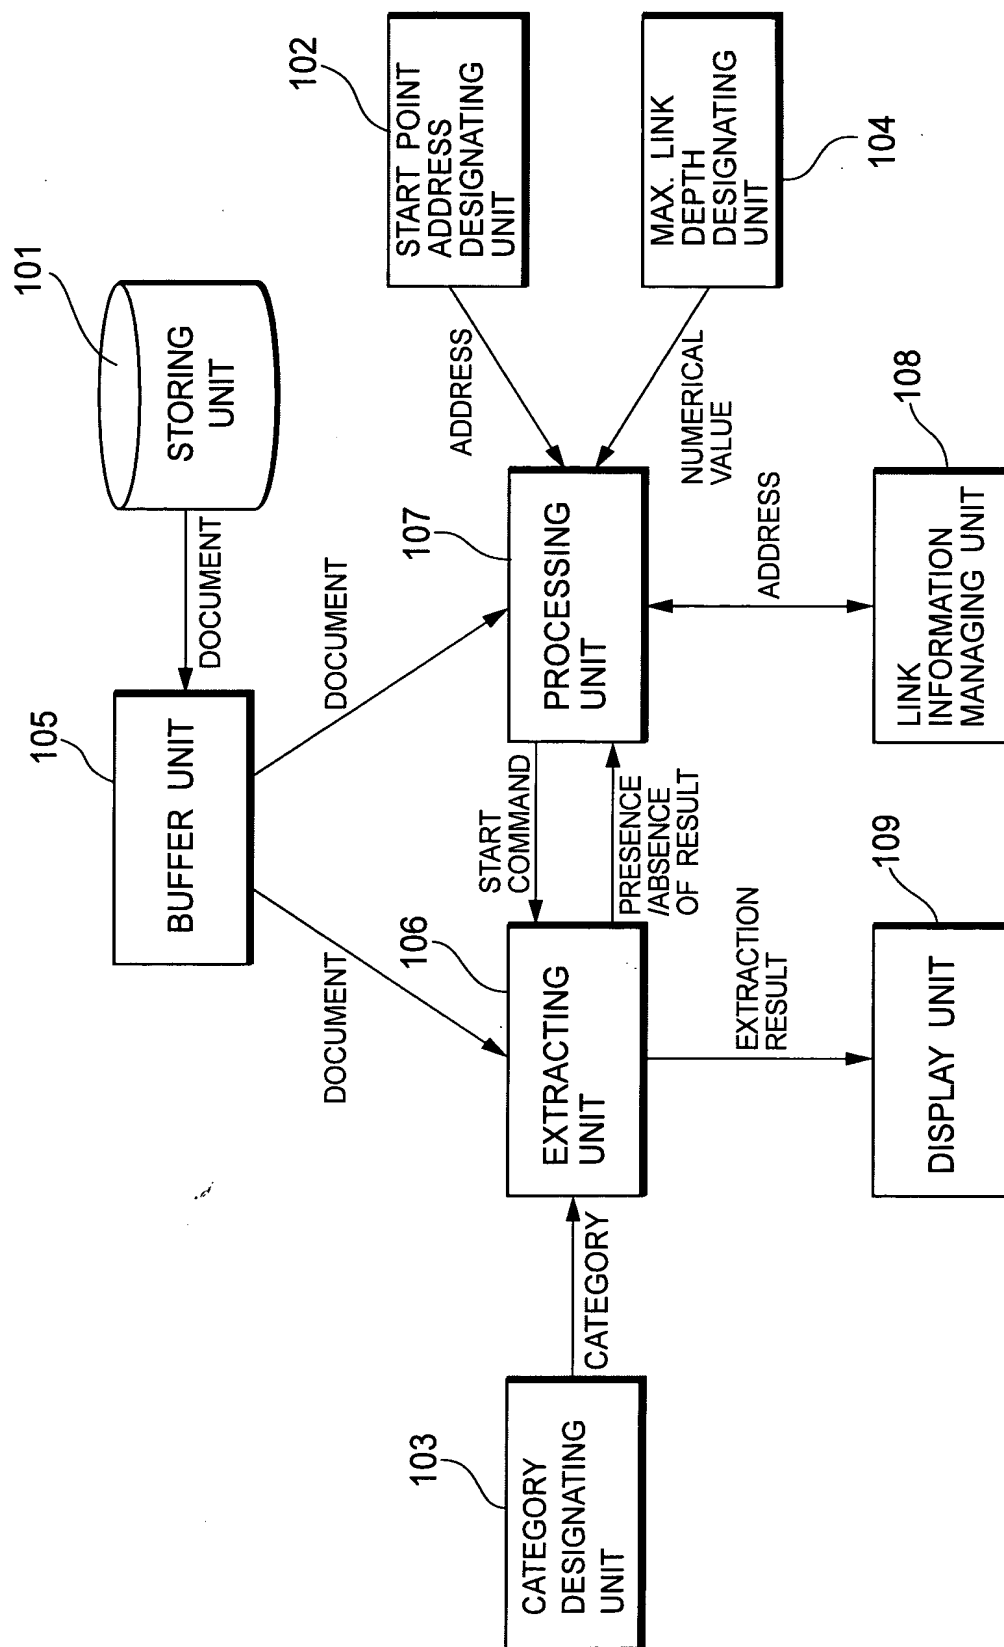 101
STORING
UNIT
DOCUMENT
105
BUFFER UNIT
DOCUMENT
DOCUMENT
102
START POINT
ADDRESS
DESIGNATING
UNIT
ADDRESS
103
CATEGORY
DESIGNATING
UNIT
CATEGORY
106
EXTRACTING
UNIT
START
COMMAND
PRESENCE
/ABSENCE
OF RESULT
107
PROCESSING
UNIT
NUMERICAL
VALUE
MAX. LINK
DEPTH
DESIGNATING
UNIT
104
EXTRACTION
RESULT
109
DISPLAY UNIT
ADDRESS
108
LINK
INFORMATION
MANAGING UNIT